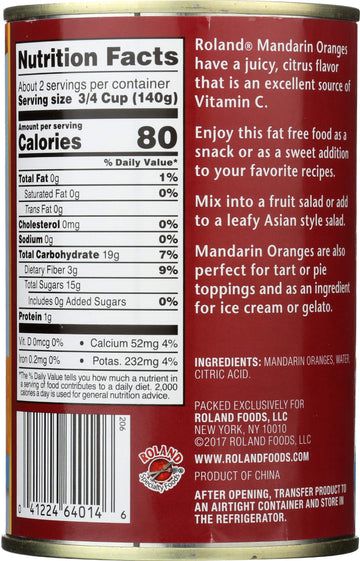 Nutrition Facts
About 2 servings per container
Serving size 3/4 Cup (140g)
Amount per serving
Calories 80
% Daily Value*
Total Fat 0g 1%
Saturated Fat 0g 0%
Trans Fat 0g
Cholesterol 0mg 0%
Sodium 0g 0%
Total Carbohydrate 19g 7%
Dietary Fiber 3g 9%
Total Sugars 15g
Includes 0g Added Sugars 0%
Protein 1g
Vit. D 0mcg 0% • Calcium 52mg 4%
Iron 0.2mg 0% • Potas. 232mg 4%
*The % Daily Value tells you how much a nutrient in
a serving of food contributes to a daily diet. 2,000
calories a day is used for general nutrition advice.
206
0 41224 64014 6
ROLAND
Specialty Foods
Roland® Mandarin Oranges
have a juicy, citrus flavor
that is an excellent source of
Vitamin C.
Enjoy this fat free food as a
snack or as a sweet addition
to your favorite recipes.
Mix into a fruit salad or add
to a leafy Asian style salad.
Mandarin Oranges are also
perfect for tart or pie
toppings and as an ingredient
for ice cream or gelato.
INGREDIENTS: MANDARIN ORANGES, WATER,
CITRIC ACID.
PACKED EXCLUSIVELY FOR
ROLAND FOODS, LLC
NEW YORK, NY 10010
©2017 ROLAND FOODS, LLC
WWW.ROLANDFOODS.COM
PRODUCT OF CHINA
AFTER OPENING, TRANSFER PRODUCT TO
AN AIRTIGHT CONTAINER AND STORE IN
THE REFRIGERATOR.